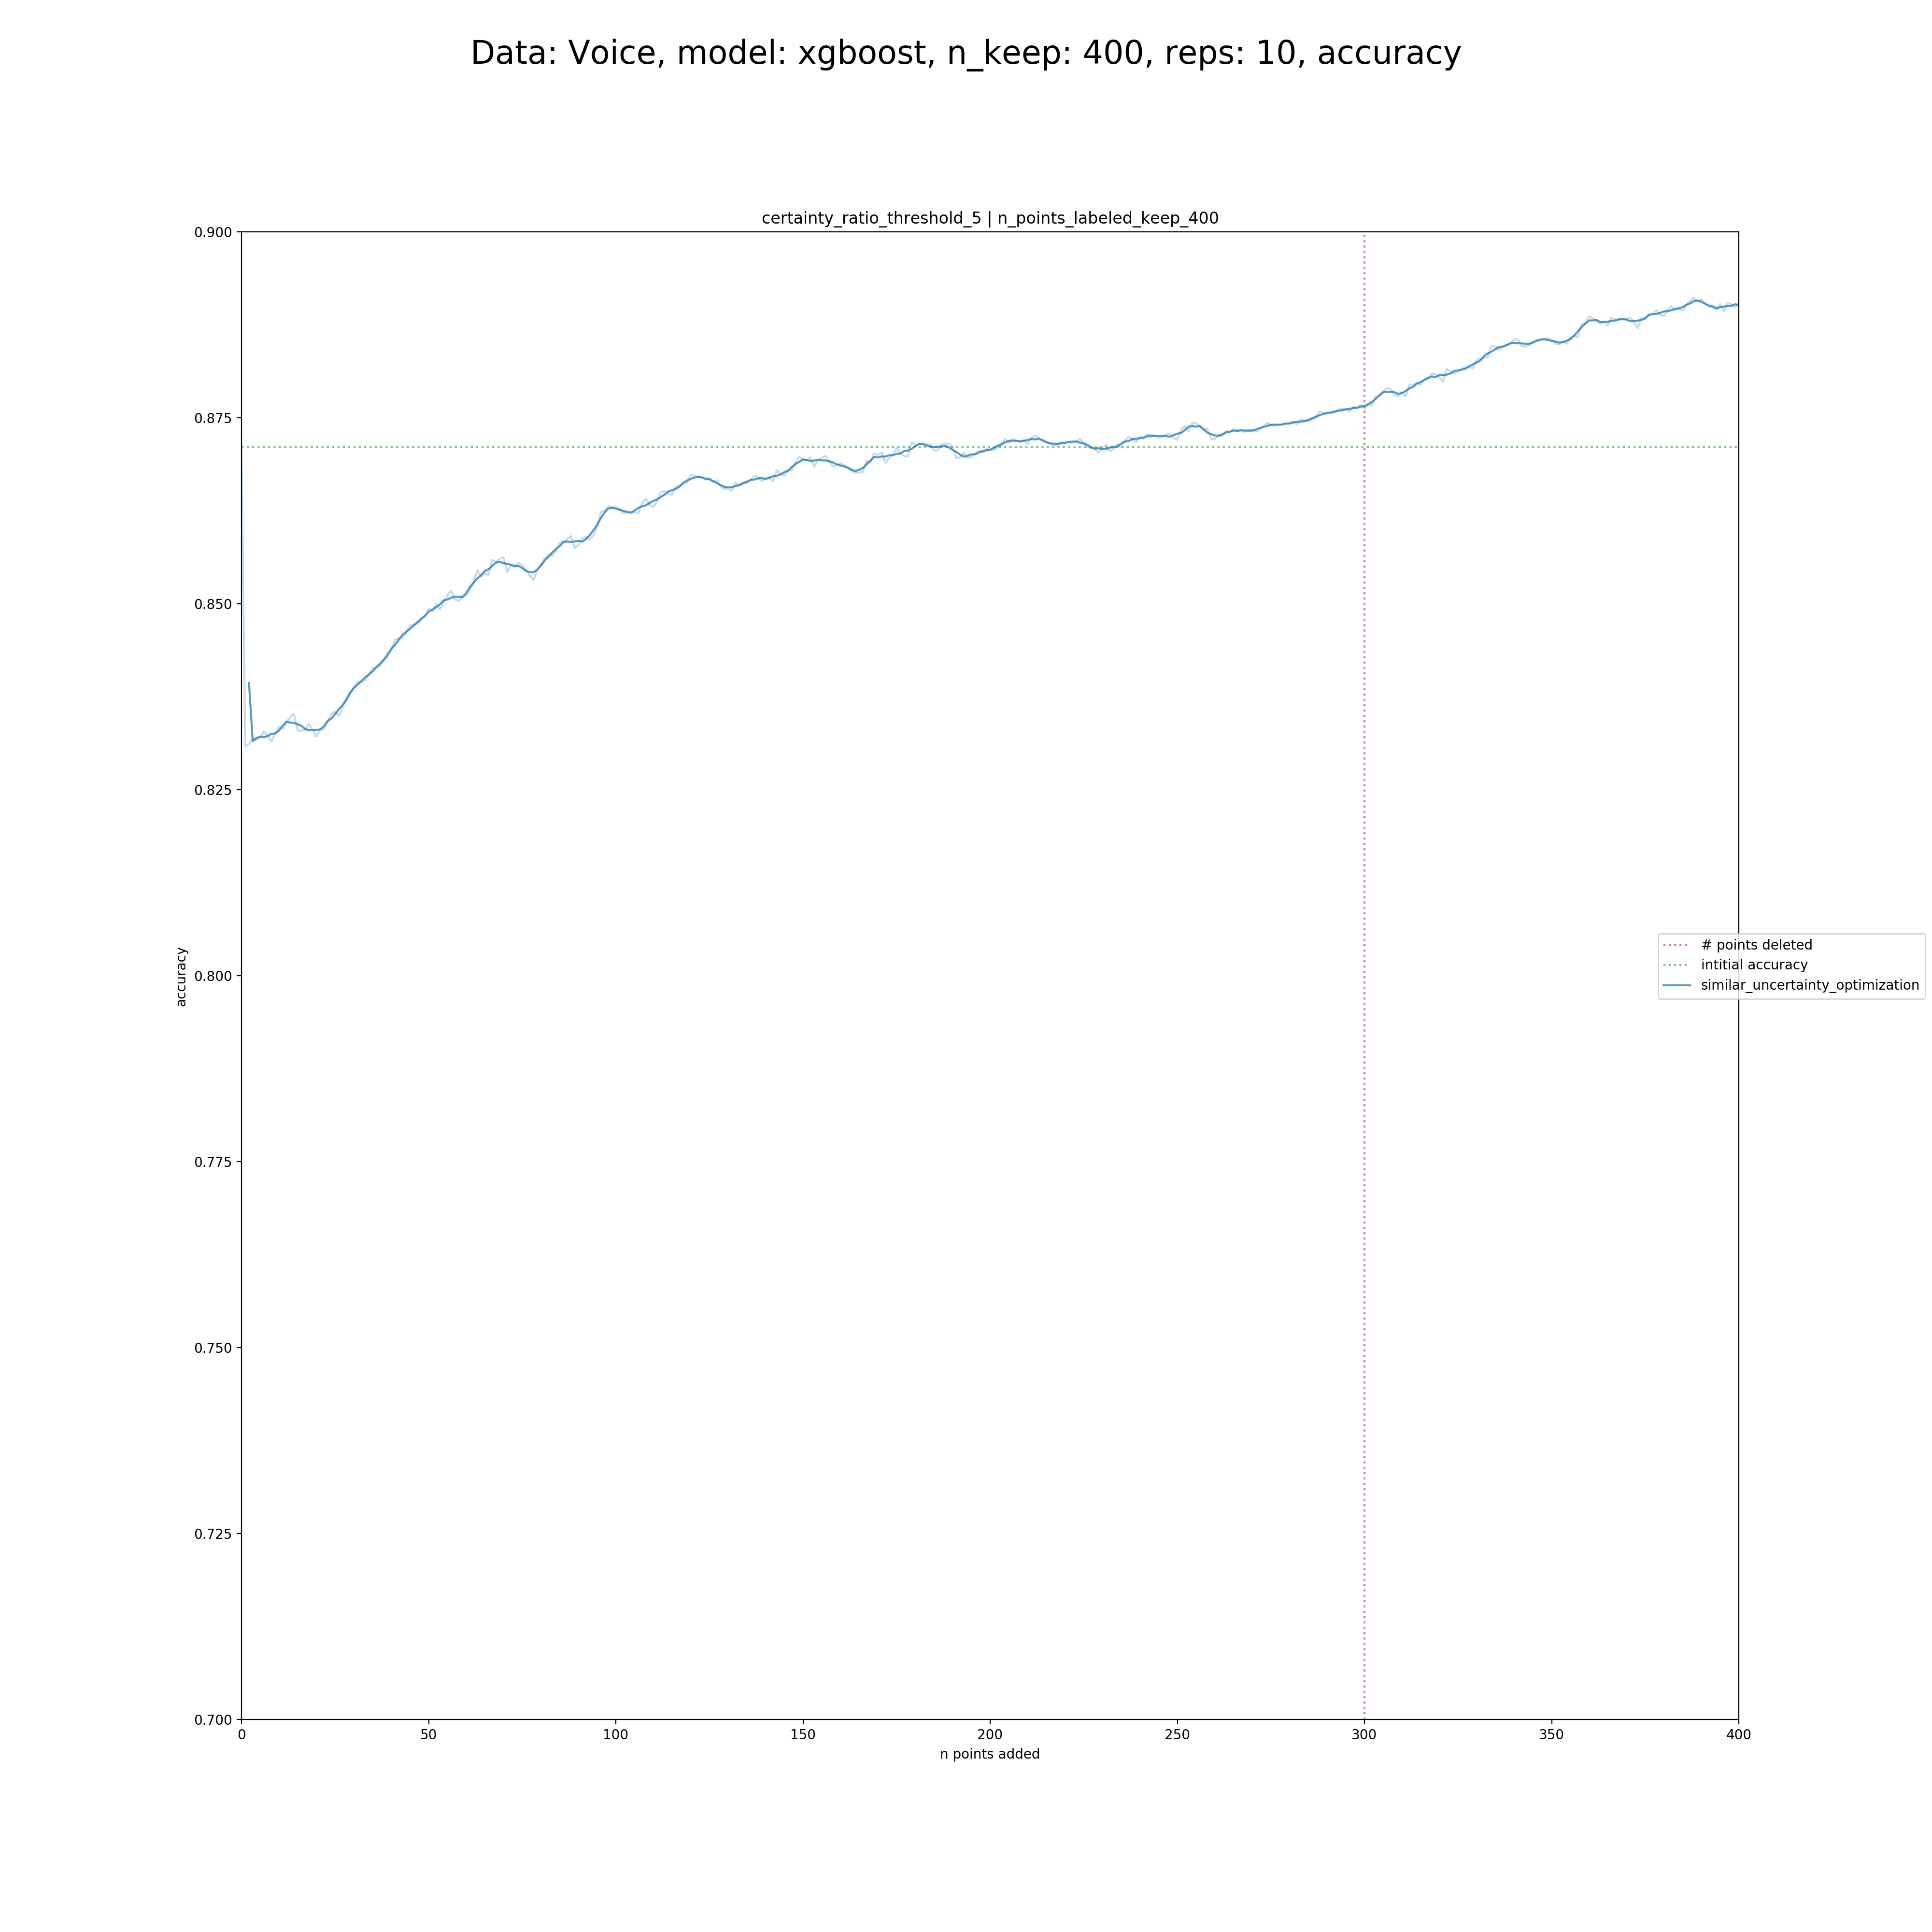 Data: Voice, model: xgboost, n_keep: 400, reps: 10, accuracy
certainty_ratio_threshold_5 | n_points_labeled_keep_400
0.900
0.875
0.850
0.825
0.800
0.775
0.750
0.725
0.700
accuracy
# points deleted
intitial accuracy
similar_uncertainty_optimization
0 50 100 150 200 250 300 350 400
n points added